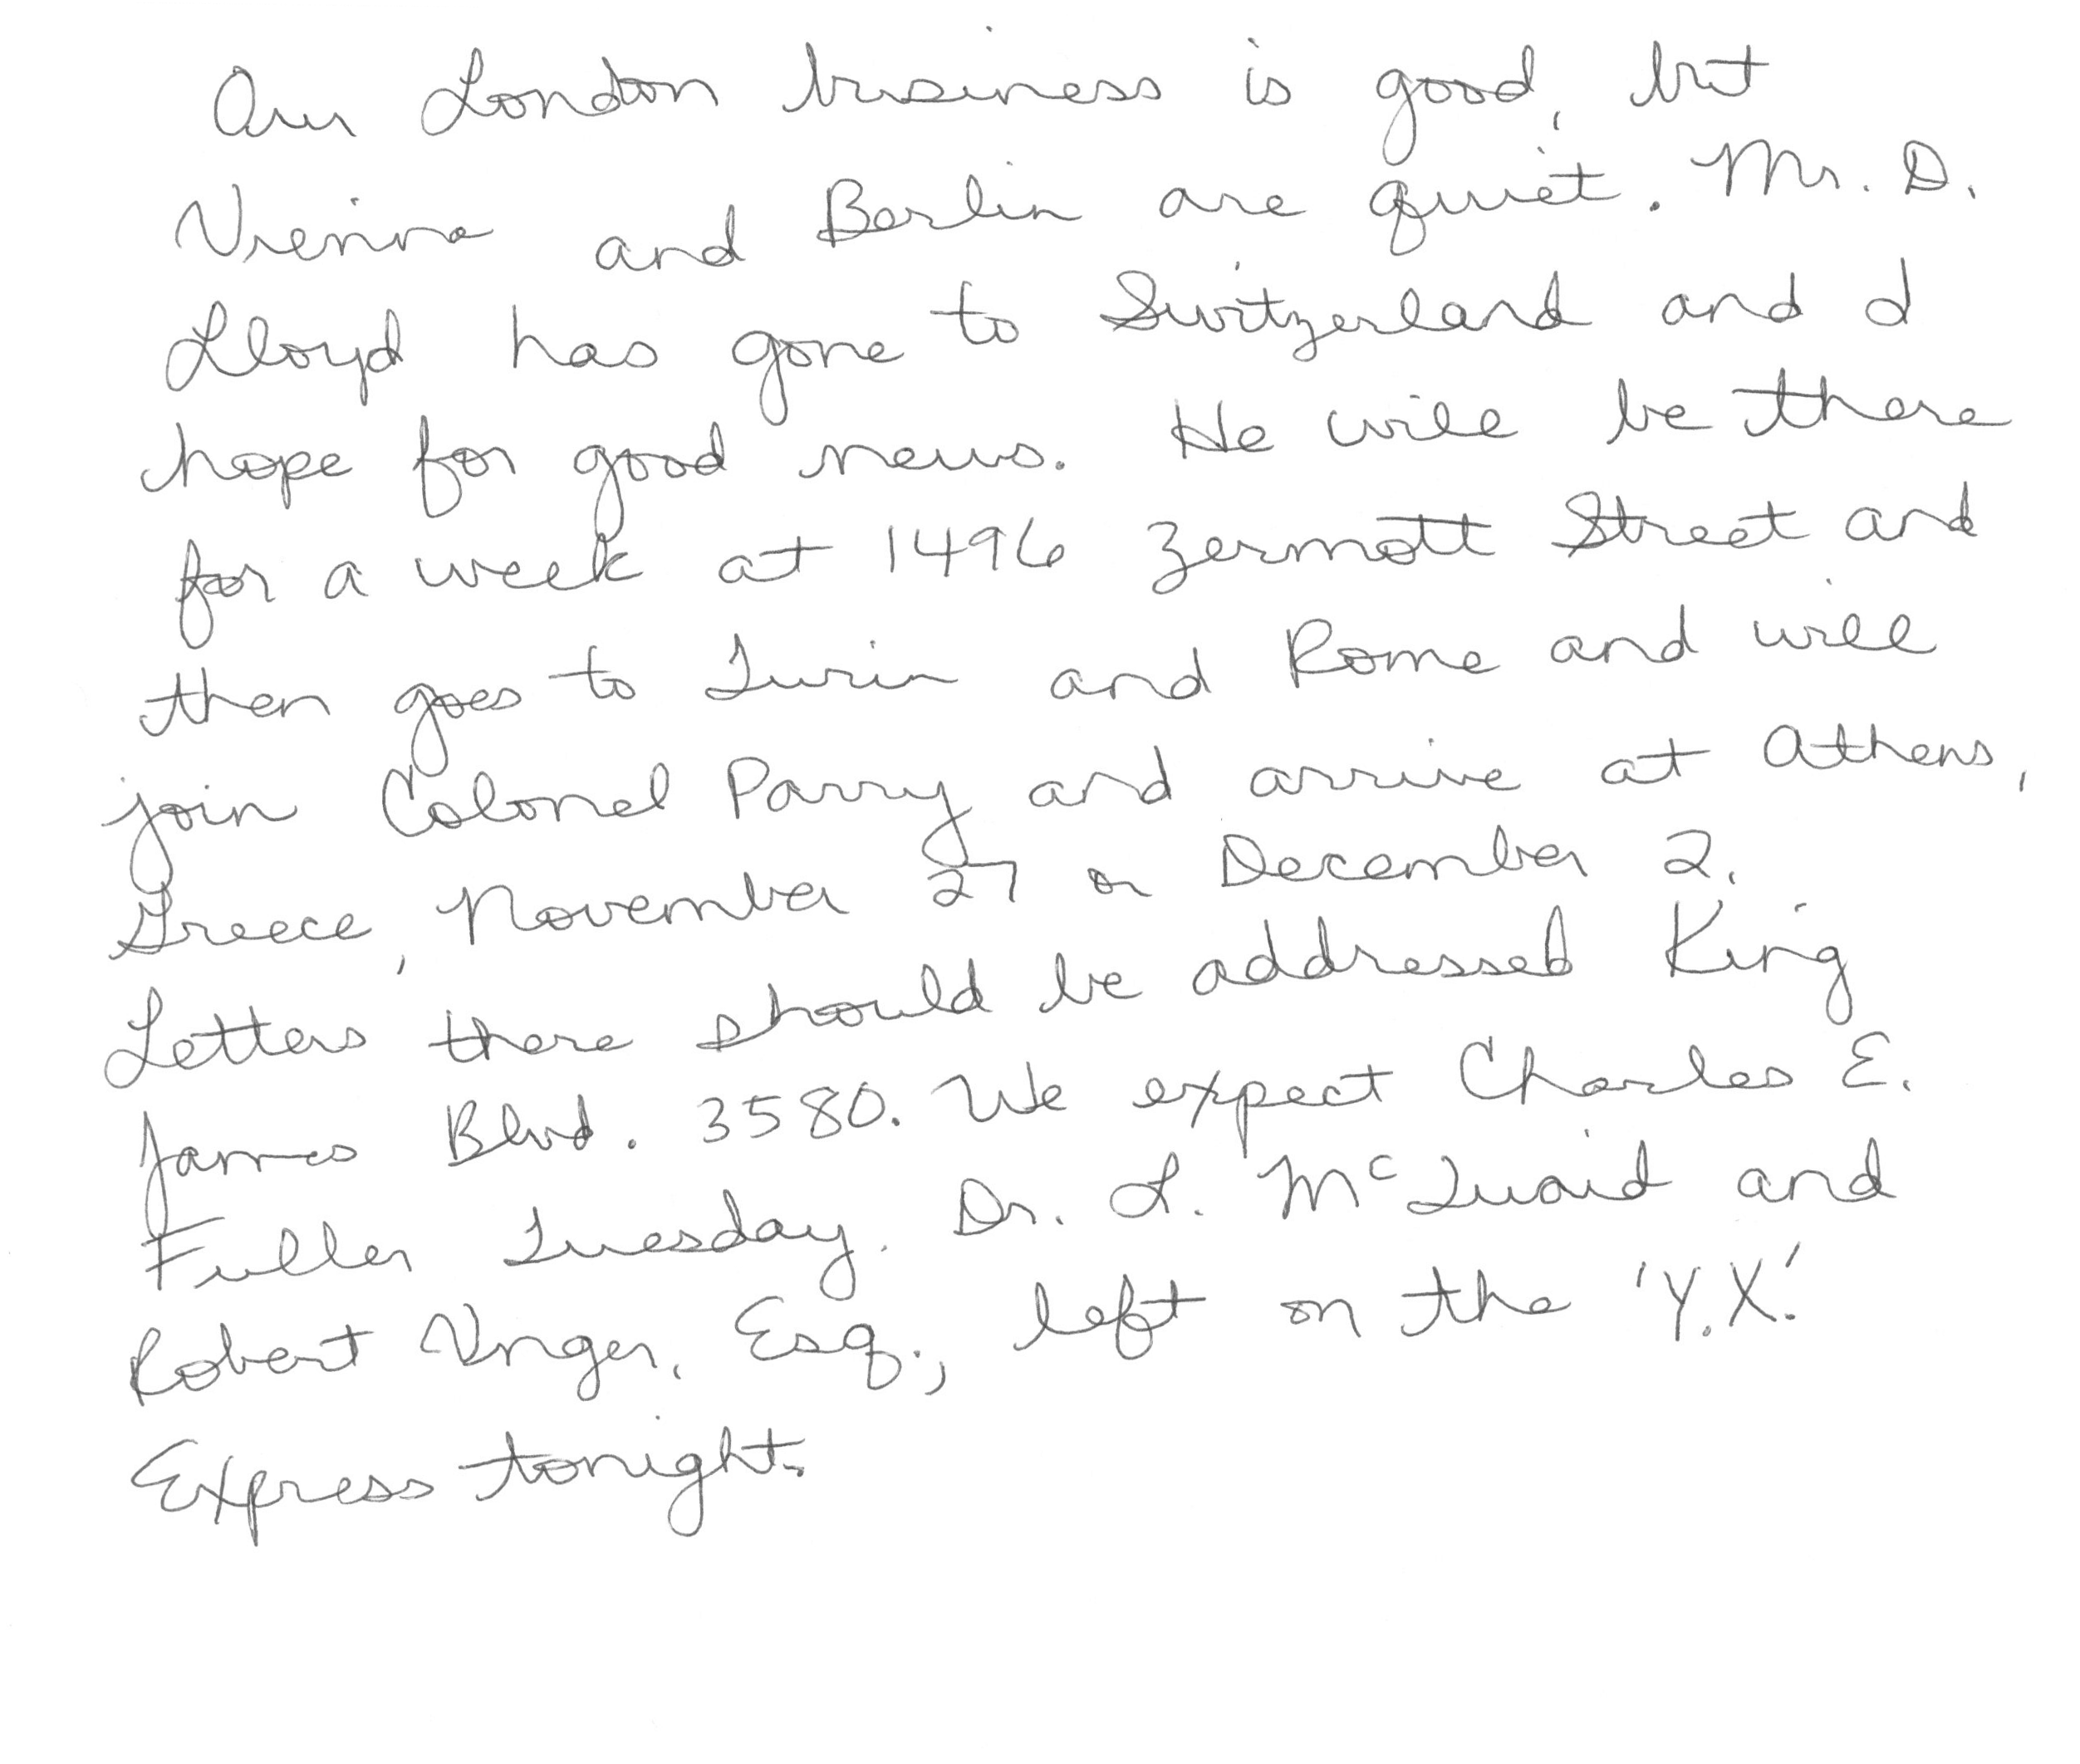 Our London business is good, but
Vienna and Berlin are quiet. Mr. D.
Lloyd has gone to Switzerland and I
hope for good news. He will be there
for a week at 1496 Zermott Street and
then goes to Turin and Rome and will
join Colonel Parry and arrive at Athens,
Greece, November 27 or December 2.
Letters there should be addressed King
James Blvd. 3580. We expect Charles E.
Fuller Tuesday. Dr. L. McQuaid and
Robert Unger, Esq., left on the 'Y.X.'
Express tonight.